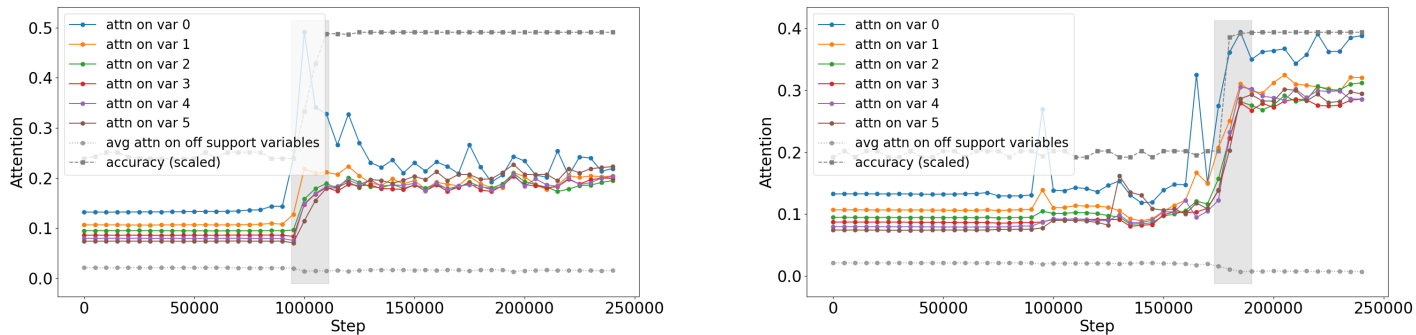 0.5
0.4
0.3
0.2
0.1
0.0
Attention
attn on var 0
attn on var 1
attn on var 2
attn on var 3
attn on var 4
attn on var 5
avg attn on off support variables
accuracy (scaled)
0 50000 100000 150000 200000 250000
Step
0.4
0.3
0.2
0.1
0.0
Attention
attn on var 0
attn on var 1
attn on var 2
attn on var 3
attn on var 4
attn on var 5
avg attn on off support variables
accuracy (scaled)
0 50000 100000 150000 200000 250000
Step